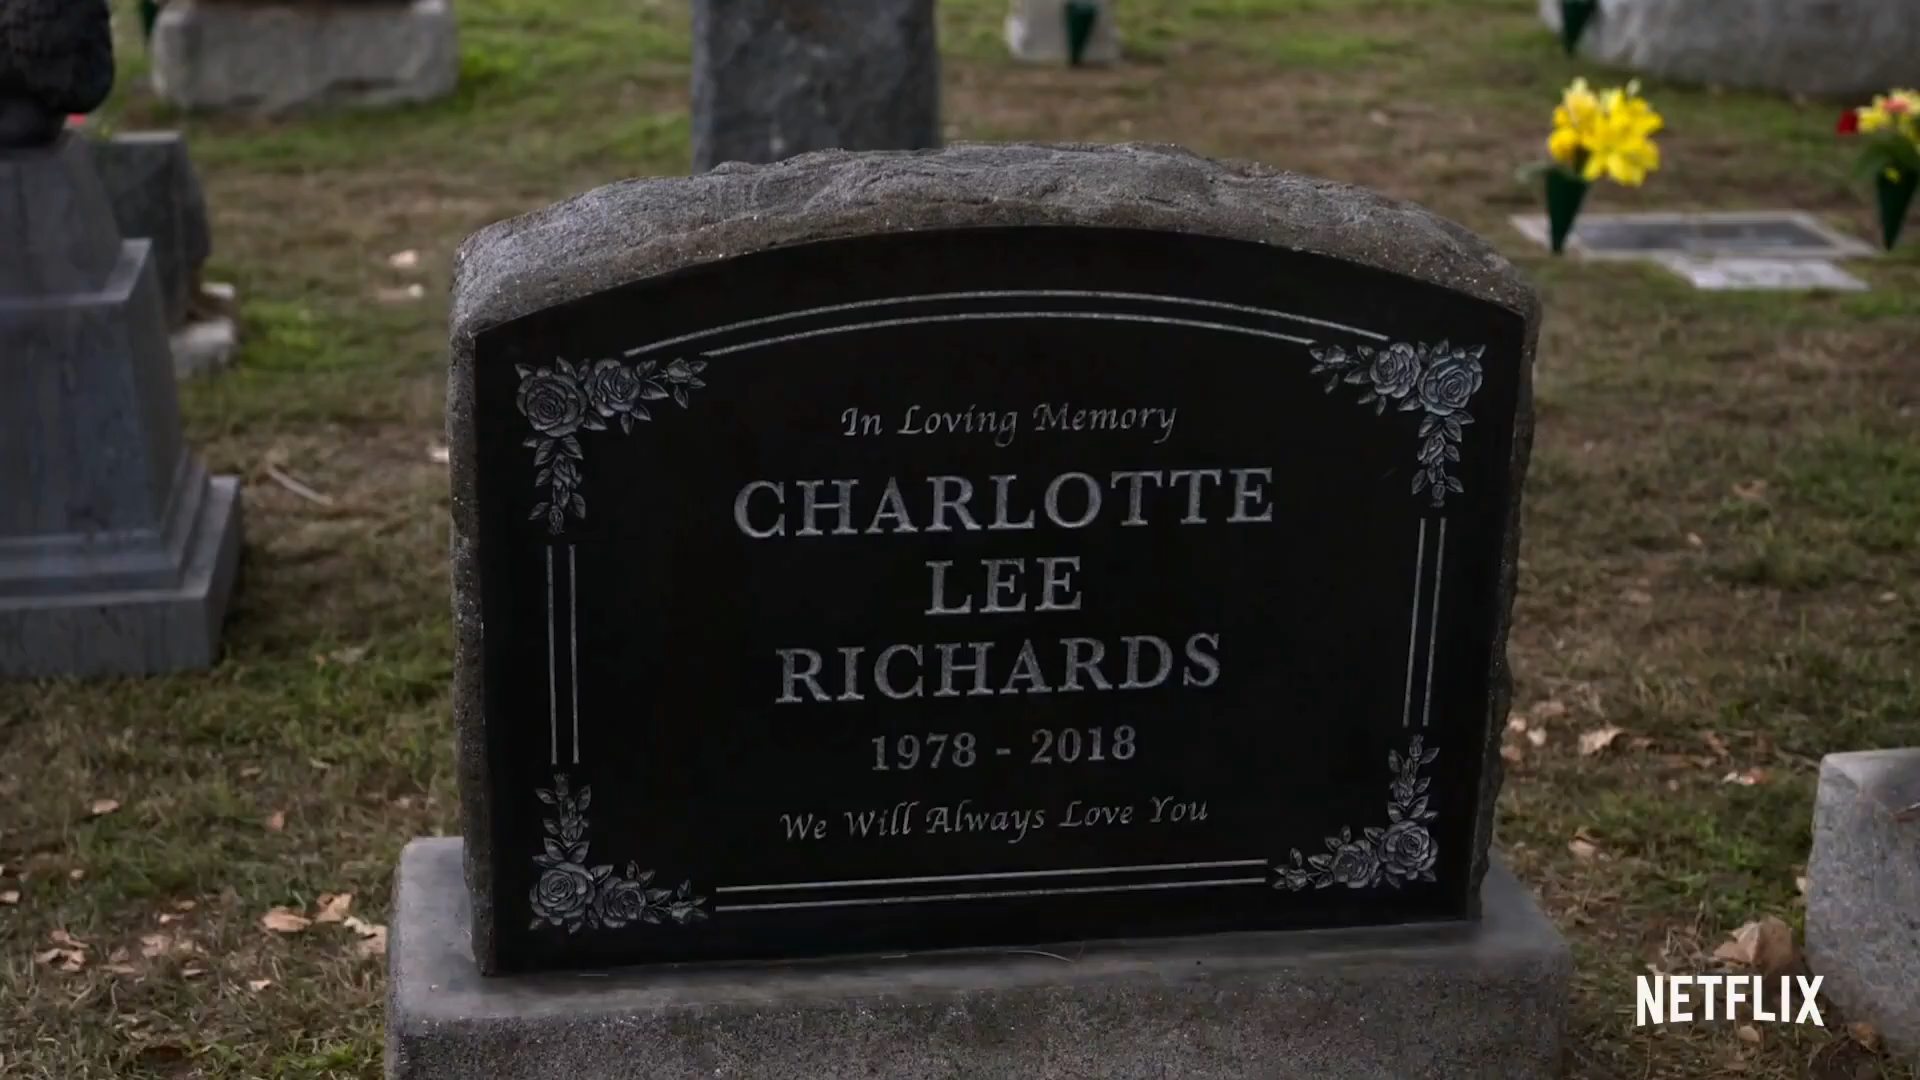 In Loving Memory
CHARLOTTE
LEE
RICHARDS
1978 - 2018
We Will Always Love You
NETFLIX